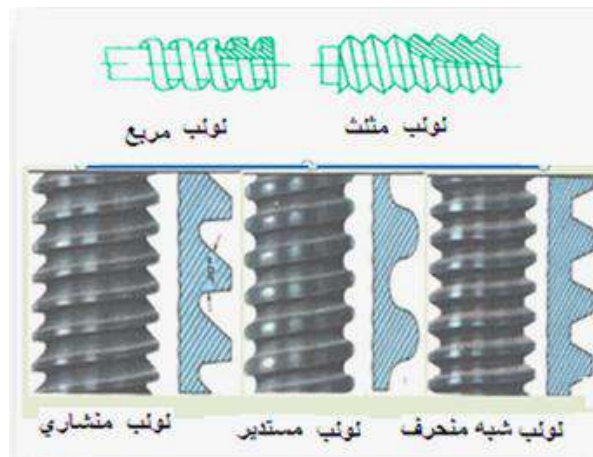 لولب مثلث
لولب مربع
لولب شبه منحرف
لولب مستدير
لولب منشاري